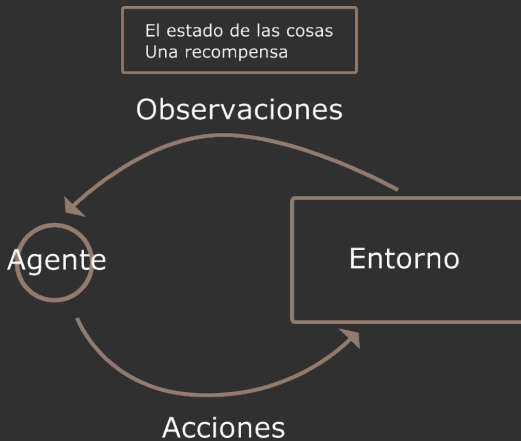 El estado de las cosas
Una recompensa
Observaciones
Agente
Entorno
Acciones